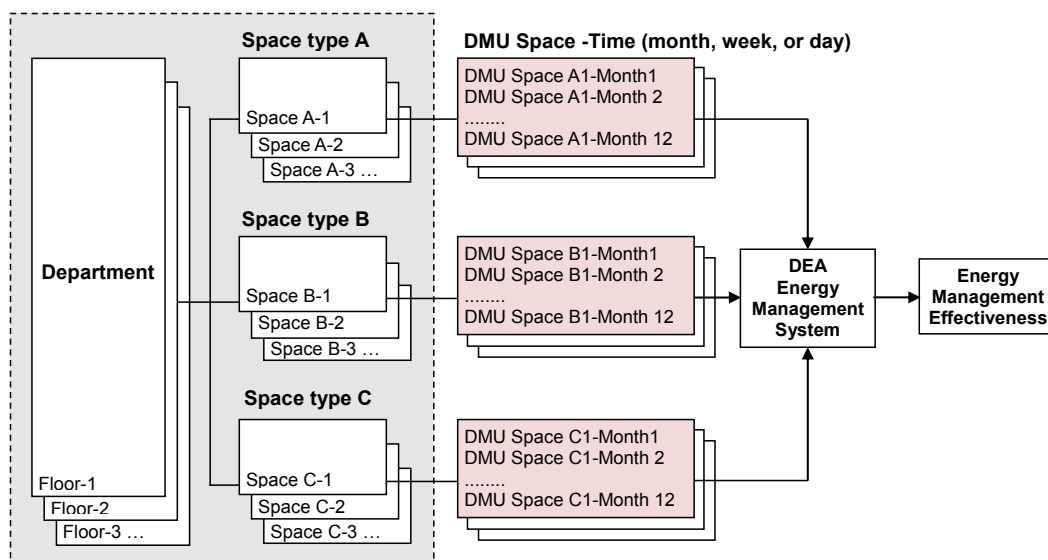 Space type A
DMU Space -Time (month, week, or day)
Department
Floor-1
Floor-2
Floor-3 ...
Space A-1
Space A-2
Space A-3 ...
DMU Space A1-Month1
DMU Space A1-Month 2
........
DMU Space A1-Month 12
Space type B
Space B-1
Space B-2
Space B-3 ...
DMU Space B1-Month1
DMU Space B1-Month 2
........
DMU Space B1-Month 12
Space type C
Space C-1
Space C-2
Space C-3 ...
DMU Space C1-Month1
DMU Space C1-Month 2
........
DMU Space C1-Month 12
DEA
Energy
Management
System
Energy
Management
Effectiveness